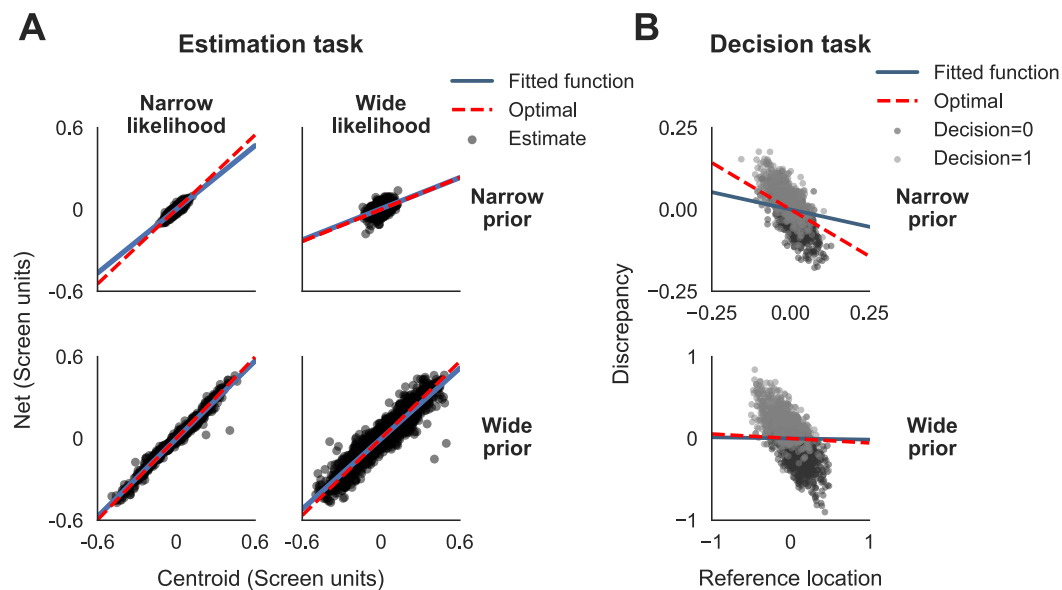 A
Estimation task
Fitted function
Optimal
Estimate
Narrow
likelihood
Wide
likelihood
0.6
0
-0.6
Narrow
prior
0.6
0
-0.6
-0.6
0
0.6
-0.6
0
0.6
Wide
prior
Net (Screen units)
Centroid (Screen units)
B
Decision task
Fitted function
Optimal
Decision=0
Decision=1
0.25
0.00
−0.25
−0.25
0.00
0.25
Narrow
prior
1
0
−1
−1
0
1
Wide
prior
Discrepancy
Reference location